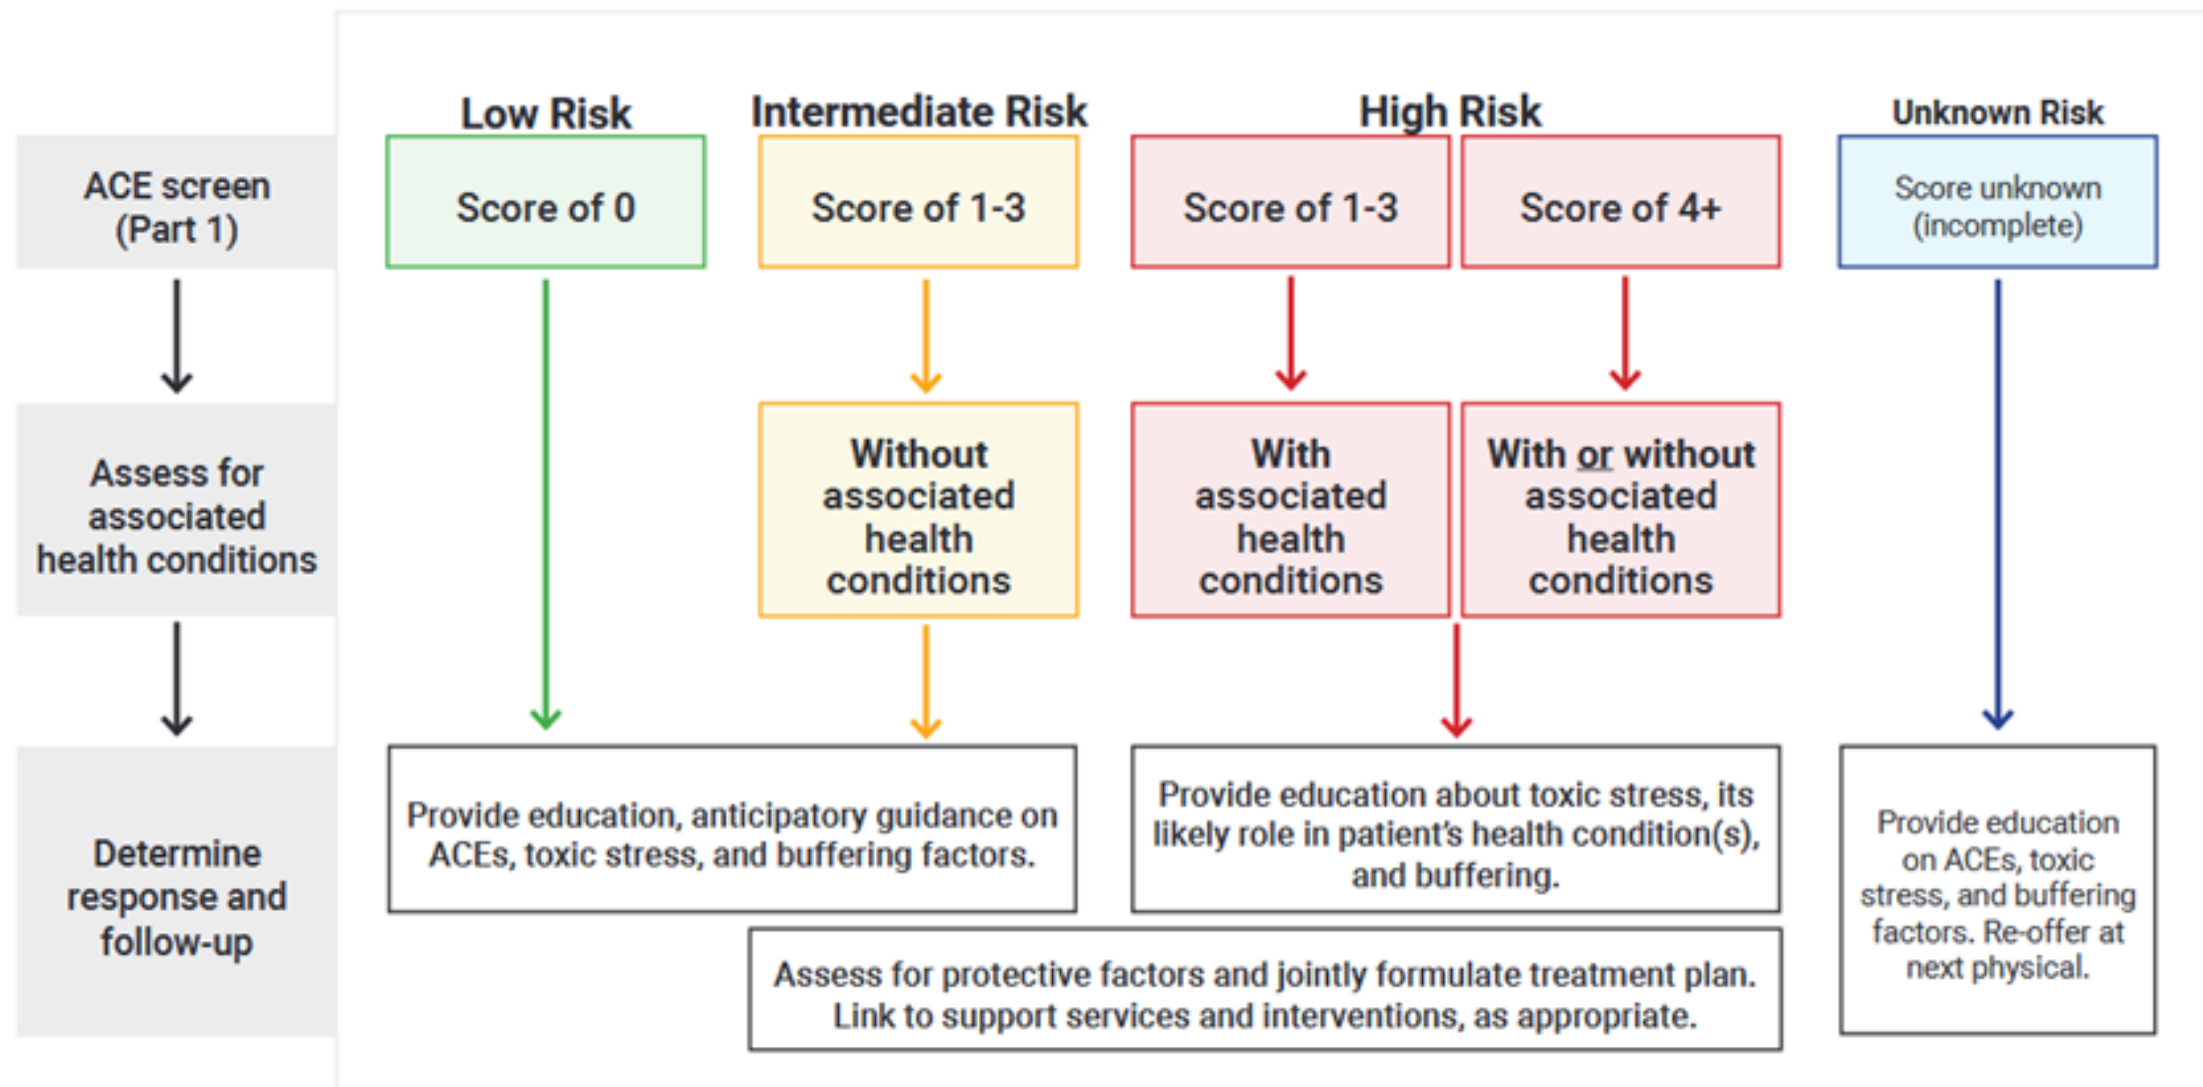 Low Risk
Intermediate Risk
High Risk
Unknown Risk
ACE screen
(Part 1)
Score of 0
Score of 1-3
Score of 1-3
Score of 4+
Score unknown
(incomplete)
Assess for
associated
health conditions
Without
associated
health
conditions
With
associated
health
conditions
With or without
associated
health
conditions
Determine
response and
follow-up
Provide education, anticipatory guidance on
ACEs, toxic stress, and buffering factors.
Provide education about toxic stress, its
likely role in patient's health condition(s),
and buffering.
Assess for protective factors and jointly formulate treatment plan.
Link to support services and interventions, as appropriate.
Provide education
on ACEs, toxic
stress, and buffering
factors. Re-offer at
next physical.